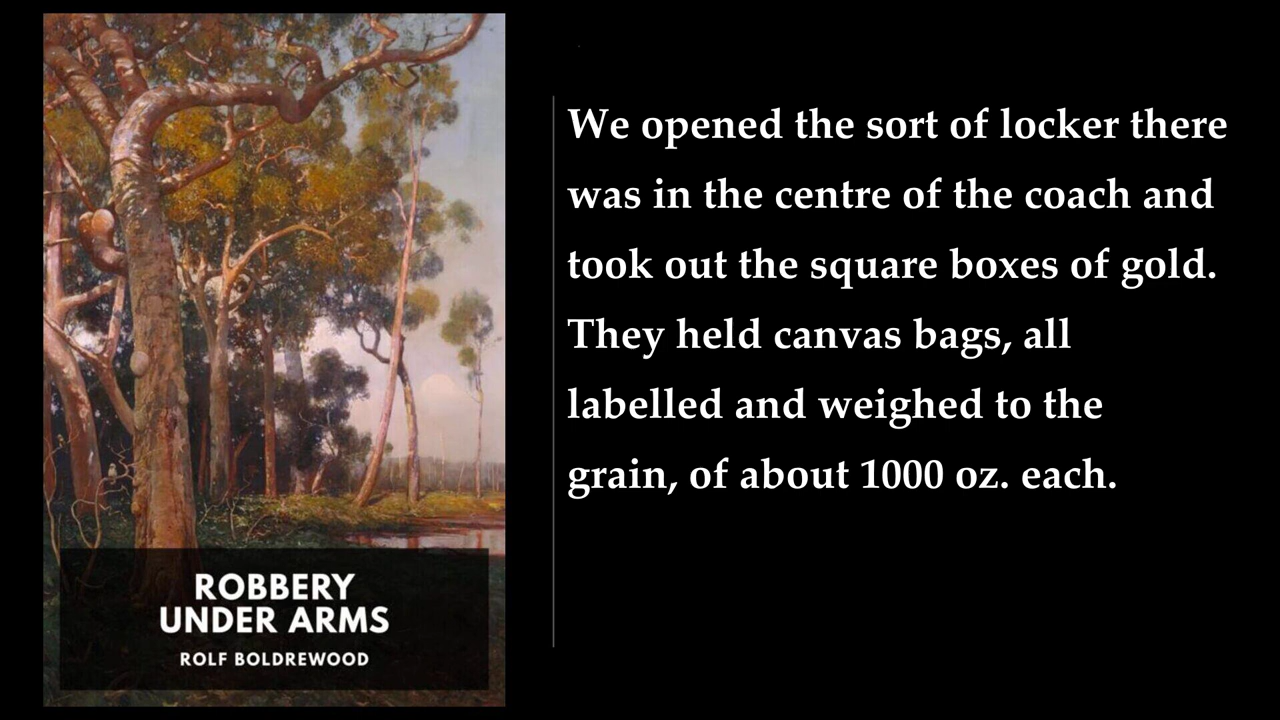 We opened the sort of locker there
was in the centre of the coach and
took out the square boxes of gold.
They held canvas bags, all
labelled and weighed to the
grain, of about 1000 oz. each.
ROBBERY
UNDER ARMS
ROLF BOLDREWOOD